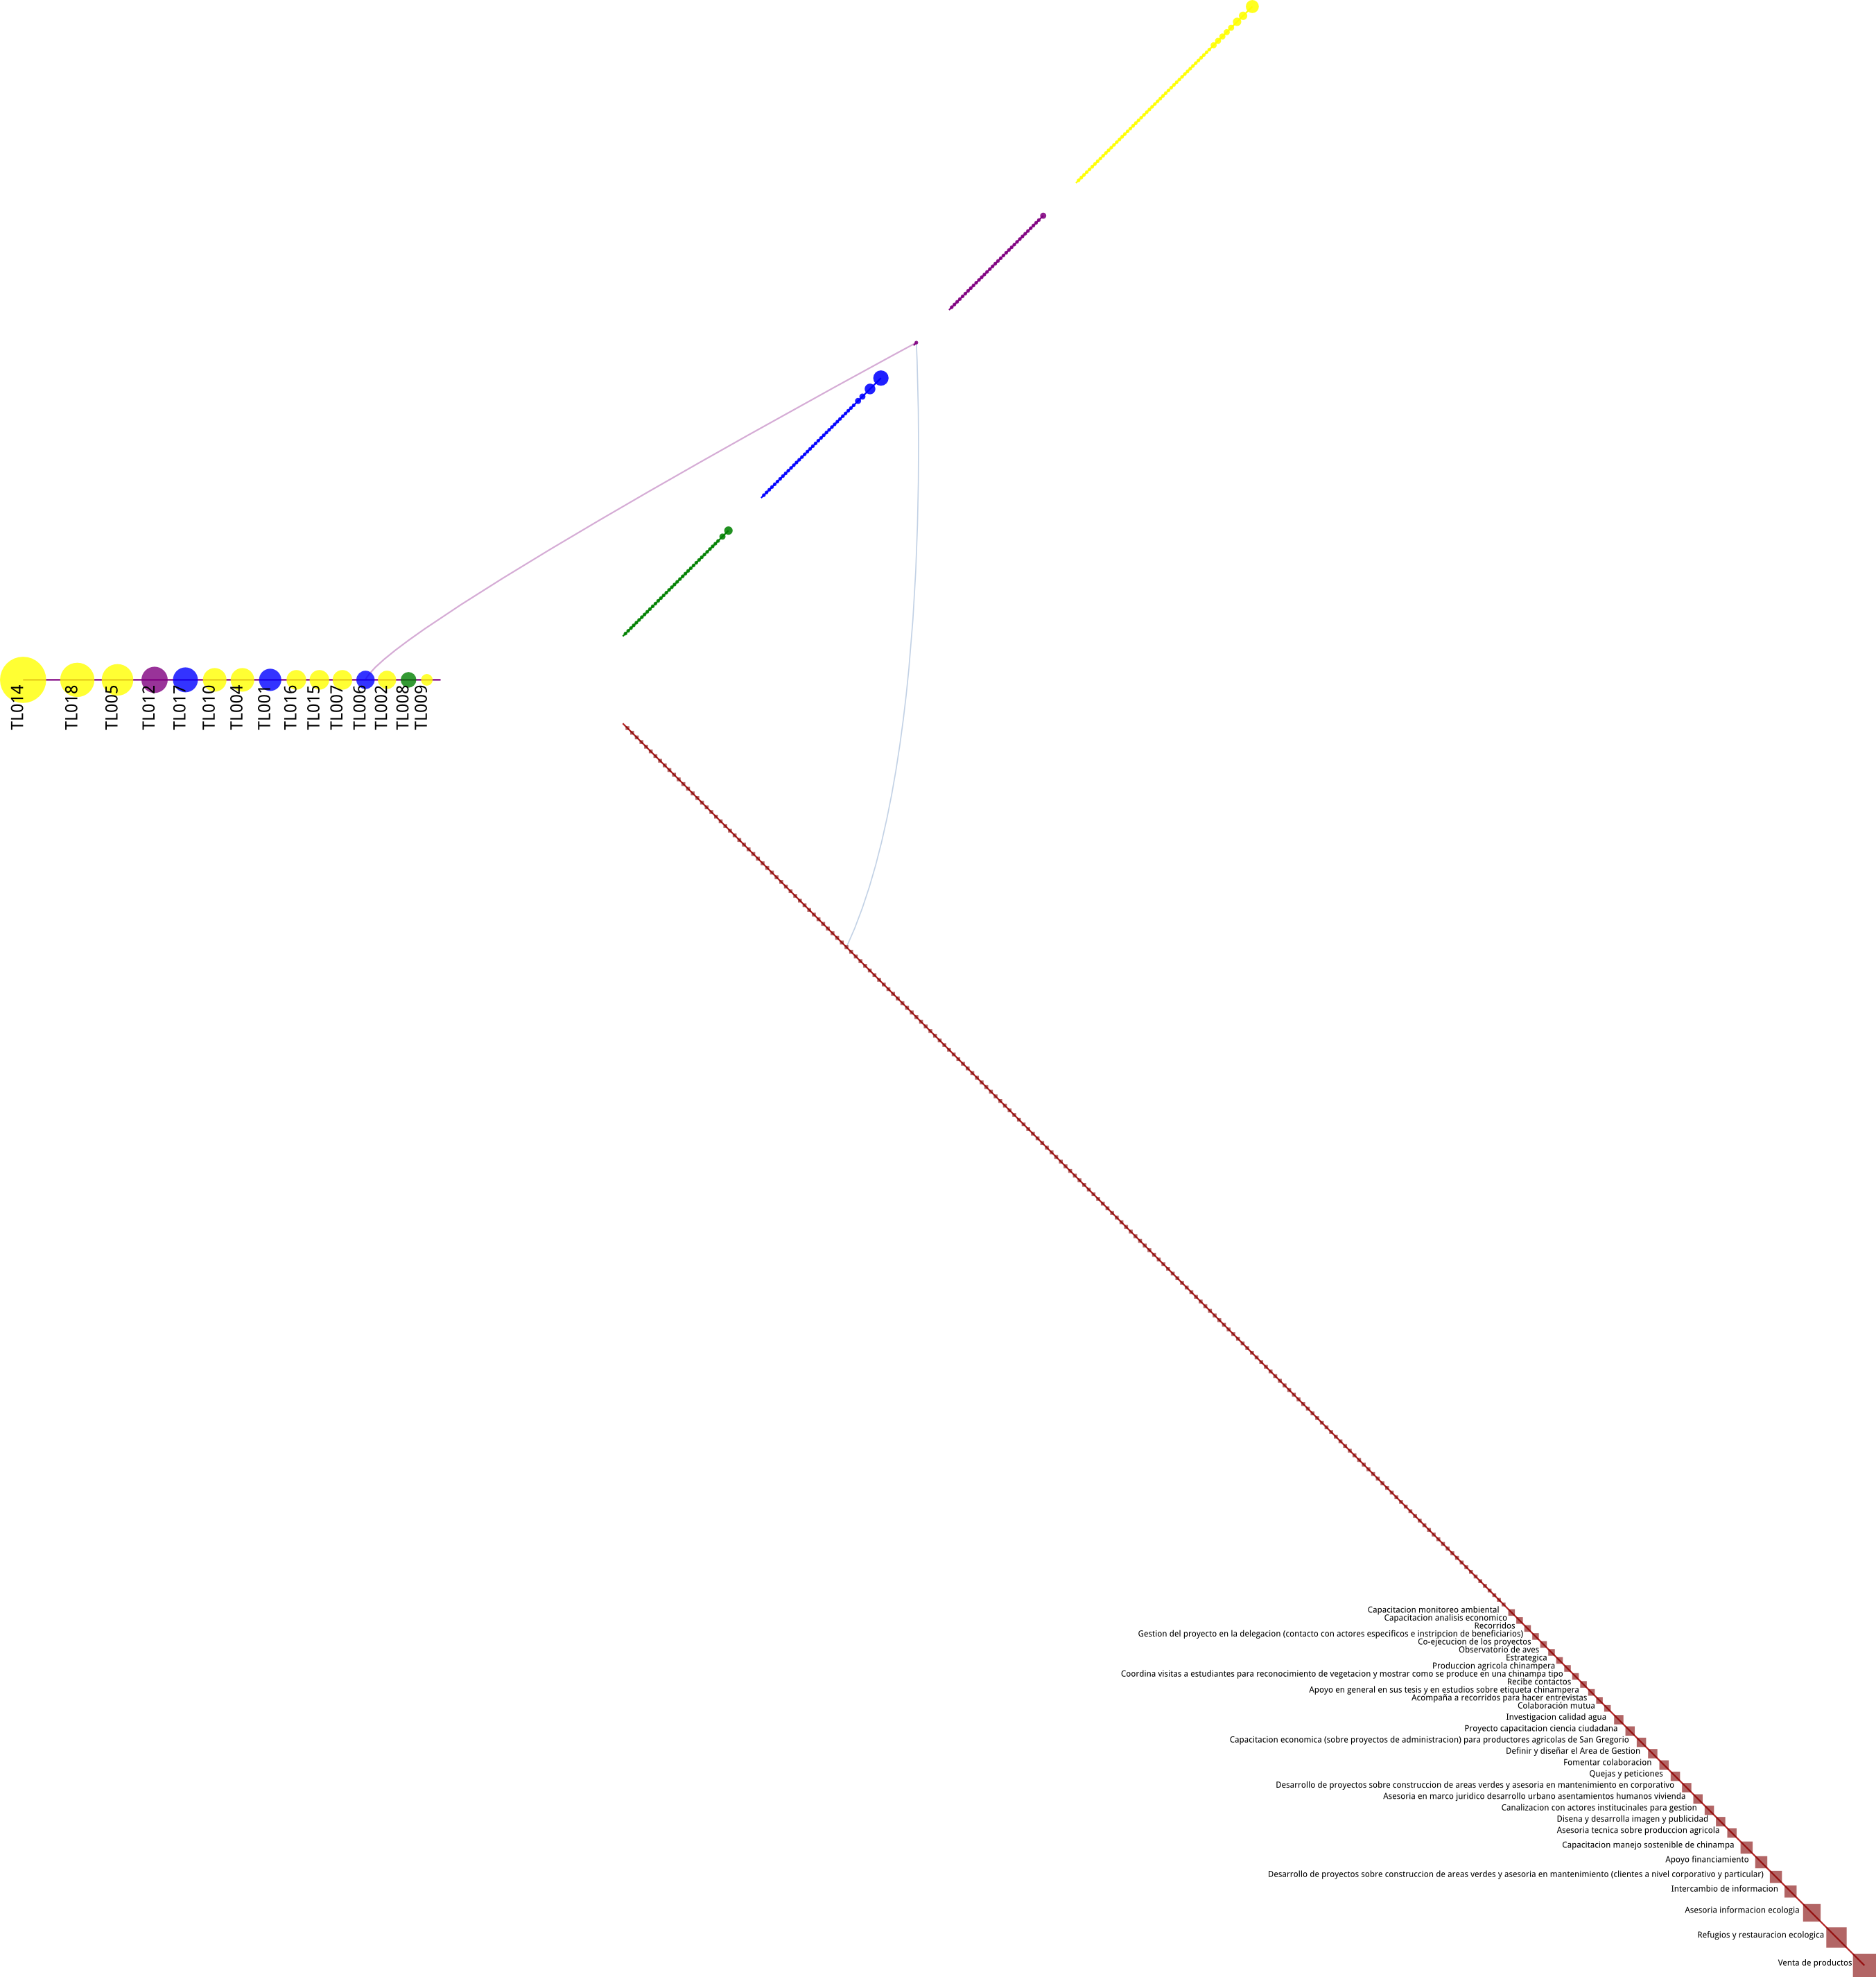 TL014
TL018
TL005
TL012
TL017
TL010
TL004
TL001
TL016
TL015
TL007
TL006
TL002
TL008
TL009
Capacitacion monitoreo ambiental
Capacitacion analisis economico
Recorridos
Gestion del proyecto en la delegacion (contacto con actores especificos e instripcion de beneficiarios)
Co-ejecucion de los proyectos
Observatorio de aves
Estrategica
Produccion agricola chinampera
Coordina visitas a estudiantes para reconocimiento de vegetacion y mostrar como se produce en una chinampa tipo
Recibe contactos
Apoyo en general en sus tesis y en estudios sobre etiqueta chinampera
Acompaña a recorridos para hacer entrevistas
Colaboración mutua
Investigacion calidad agua
Proyecto capacitacion ciencia ciudadana
Capacitacion economica (sobre proyectos de administracion) para productores agricolas de San Gregorio
Definir y diseñar el Area de Gestion
Fomentar colaboracion
Quejas y peticiones
Desarrollo de proyectos sobre construccion de areas verdes y asesoria en mantenimiento en corporativo
Asesoria en marco juridico desarrollo urbano asentamientos humanos vivienda
Canalizacion con actores institucinales para gestion
Disena y desarrolla imagen y publicidad
Asesoria tecnica sobre produccion agricola
Capacitacion manejo sostenible de chinampa
Apoyo financiamiento
Desarrollo de proyectos sobre construccion de areas verdes y asesoria en mantenimiento (clientes a nivel corporativo y particular)
Intercambio de informacion
Asesoria informacion ecologia
Refugios y restauracion ecologica
Venta de productos